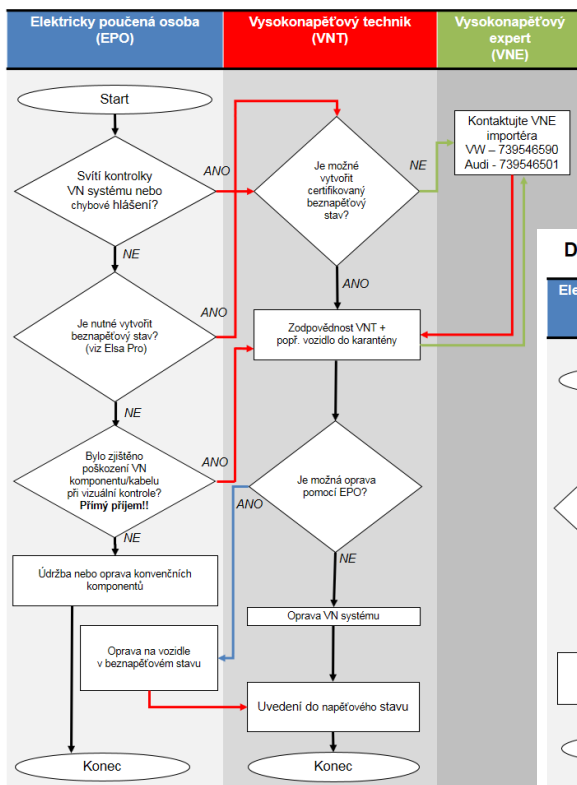 Elektricky poučená osoba
(EPO)
Vysokonapěťový technik
(VNT)
Vysokonapěťový
expert
(VNE)
Start
Svítí kontrolky
VN systému nebo
chybové hlášení?
ANO
Je možné
vytvořit
certifikovaný
beznapěťový
stav?
NE
Kontaktujte VNE
importéra
VW – 739546590
Audi - 739546501
NE
ANO
Je nutné vytvořit
beznapěťový stav?
(viz Elsa Pro)
ANO
Zodpovědnost VNT +
popř. vozidlo do karantény
NE
Bylo zjištěno
poškození VN
komponentu/kabelu
při vizuální kontrole?
Přímý příjem!!
ANO
Je možná oprava
pomocí EPO?
ANO
NE
NE
Údržba nebo oprava konvenčních
komponentů
Oprava VN systému
Oprava na vozidle
v beznapěťovém stavu
Uvedení do napěťového stavu
Konec
Konec
D
Ele